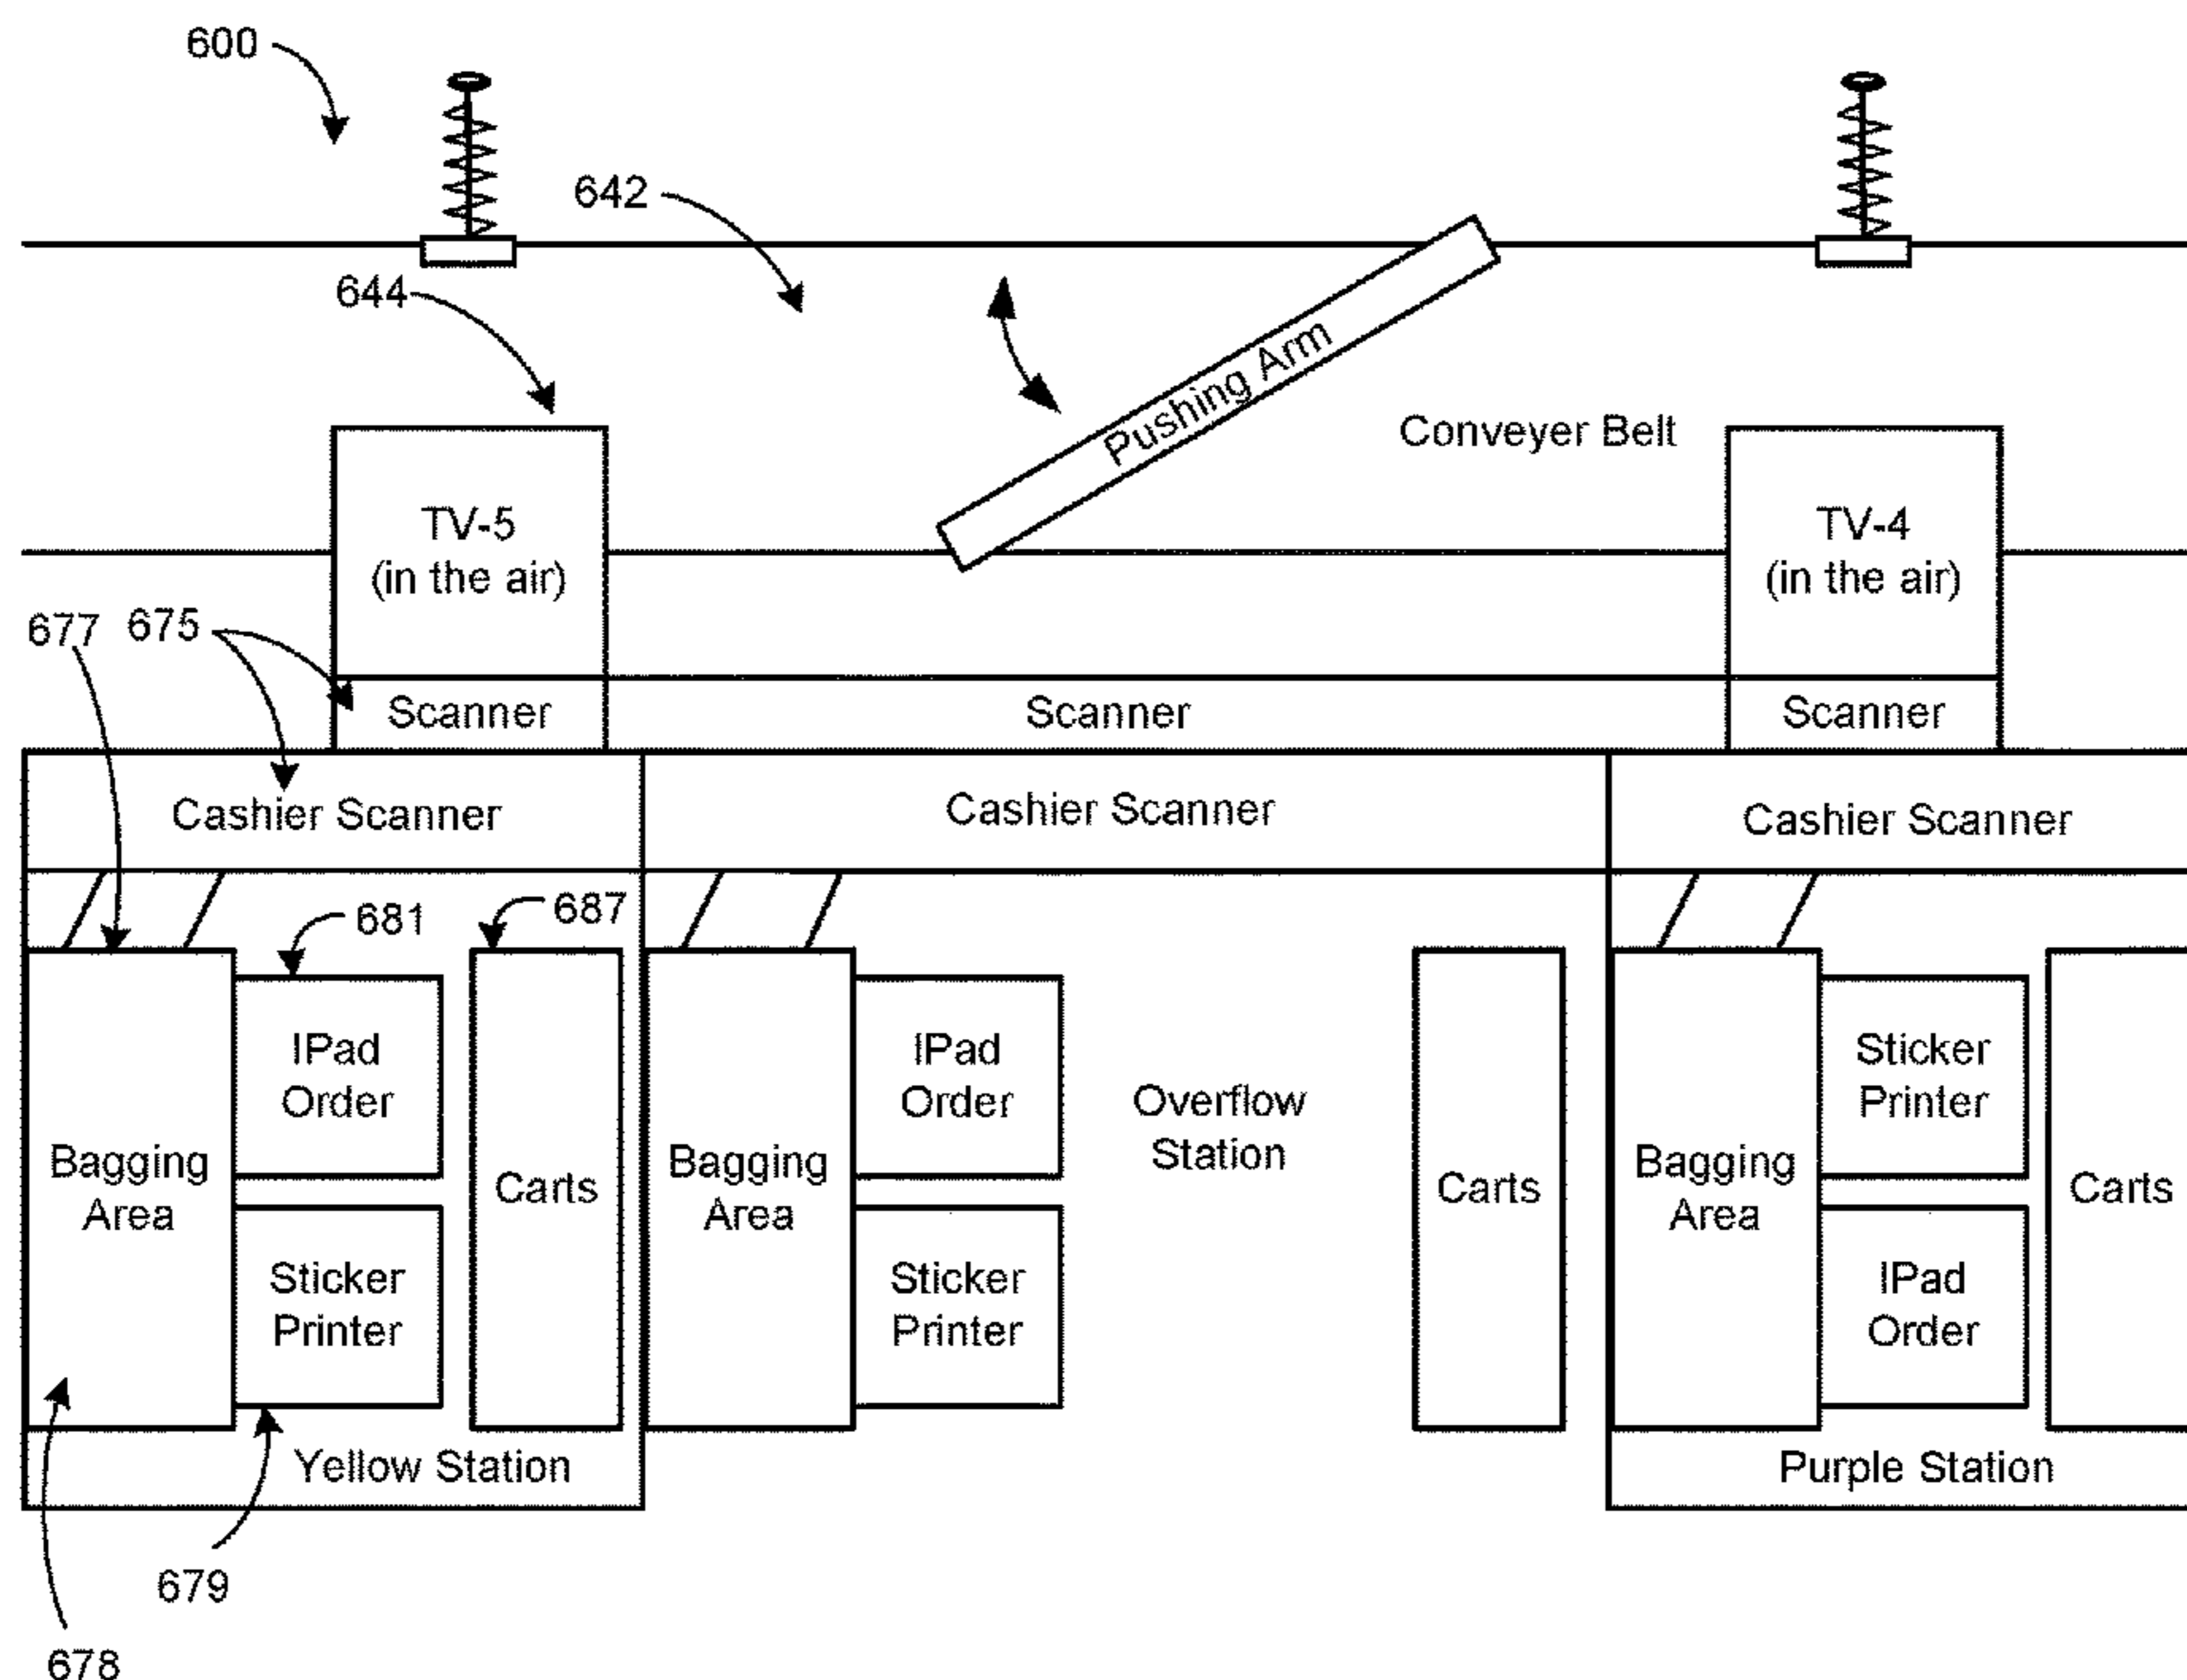 600
642
644
Pushing Arm
Conveyer Belt
TV-5
(in the air)
TV-4
(in the air)
677
675
Scanner
Scanner
Scanner
Cashier Scanner
Cashier Scanner
Cashier Scanner
681
687
Bagging
Area
IPad
Order
Sticker
Printer
Carts
Yellow Station
Bagging
Area
IPad
Order
Sticker
Printer
Overflow
Station
Carts
Bagging
Area
Sticker
Printer
IPad
Order
Carts
Purple Station
679
678